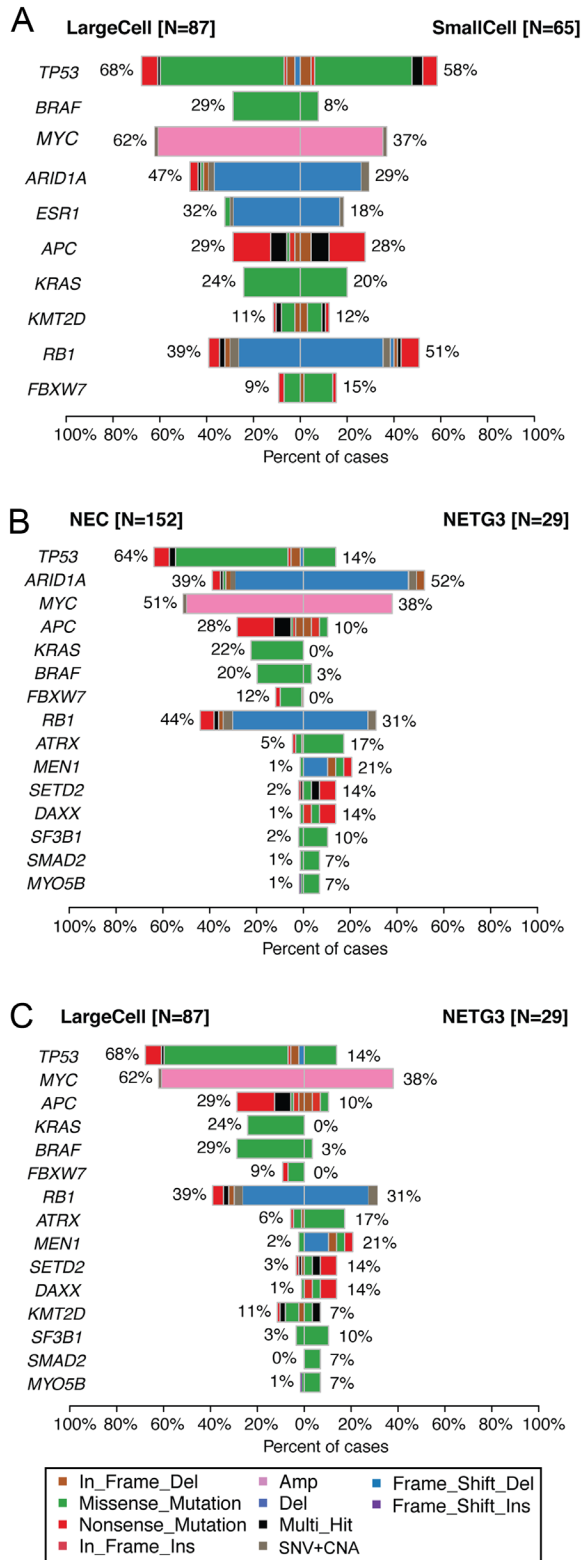 A
LargeCell [N=87] SmallCell [N=65]
TP53 68% 58%
BRAF 29% 8%
MYC 62% 37%
ARID1A 47% 29%
ESR1 32% 18%
APC 29% 28%
KRAS 24% 20%
KMT2D 11% 12%
RB1 39% 51%
FBXW7 9% 15%
100% 80% 60% 40% 20% 0% 20% 40% 60% 80% 100%
Percent of cases
B
NEC [N=152] NETG3 [N=29]
TP53 64% 14%
ARID1A 39% 52%
MYC 51% 38%
APC 28% 10%
KRAS 22% 0%
BRAF 20% 3%
FBXW7 12% 0%
RB1 44% 31%
ATRX 5% 17%
MEN1 1% 21%
SETD2 2% 14%
DAXX 1% 14%
SF3B1 2% 10%
SMAD2 1% 7%
MYO5B 1% 7%
100% 80% 60% 40% 20% 0% 20% 40% 60% 80% 100%
Percent of cases
C
LargeCell [N=87] NETG3 [N=29]
TP53 68% 14%
MYC 62% 38%
APC 29% 10%
KRAS 24% 0%
BRAF 29% 3%
FBXW7 9% 0%
RB1 39% 31%
ATRX 6% 17%
MEN1 2% 21%
SETD2 3% 14%
DAXX 1% 14%
KMT2D 11% 7%
SF3B1 3% 10%
SMAD2 0% 7%
MYO5B 1% 7%
100% 80% 60% 40% 20% 0% 20% 40% 60% 80% 100%
Percent of cases
In_Frame_Del Amp Frame_Shift_Del
Missense_Mutation Del Frame_Shift_Ins
Nonsense_Mutation Multi_Hit
In_Frame_Ins SNV+CNA